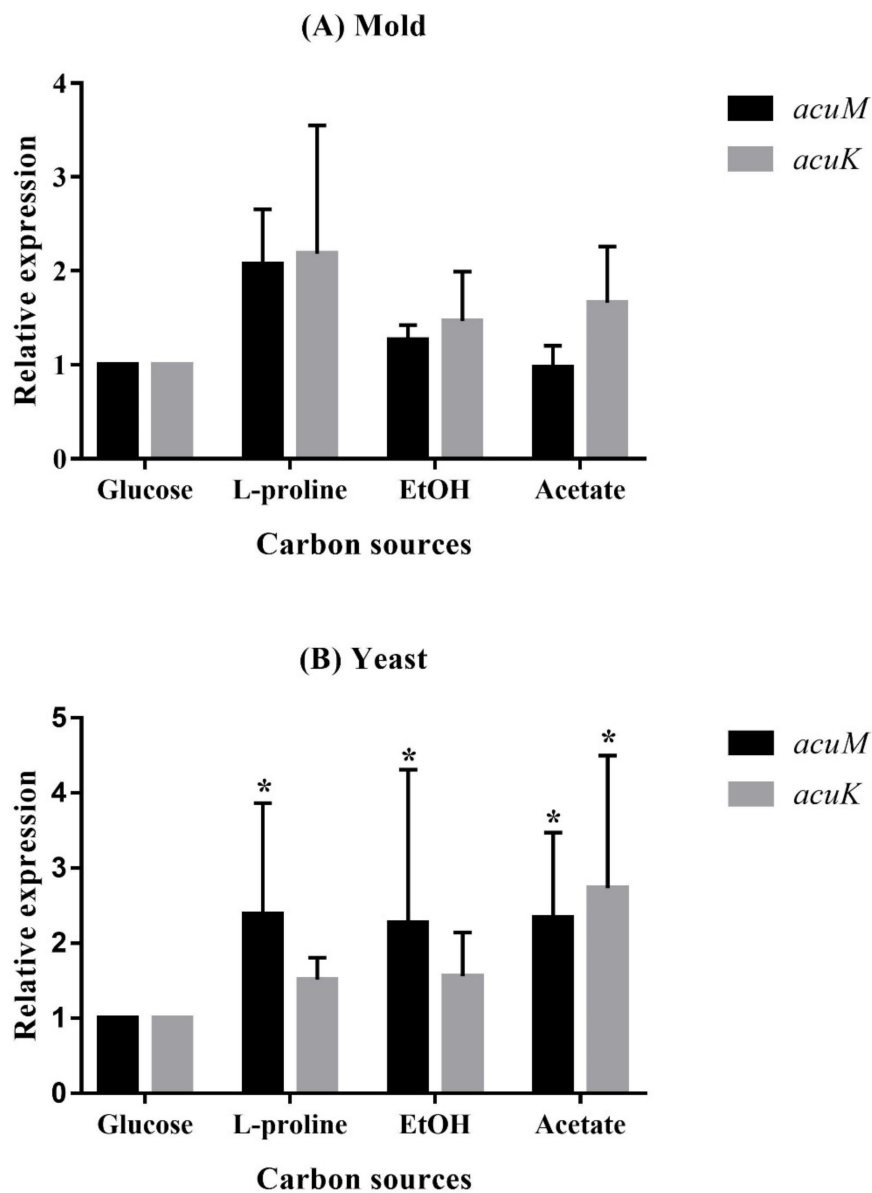 (A) Mold
4
3
2
1
0
Relative expression
Glucose L-proline EtOH Acetate
Carbon sources
acuM
acuK
(B) Yeast
5
4
3
2
1
0
Relative expression
* * * *
Glucose L-proline EtOH Acetate
Carbon sources
acuM
acuK